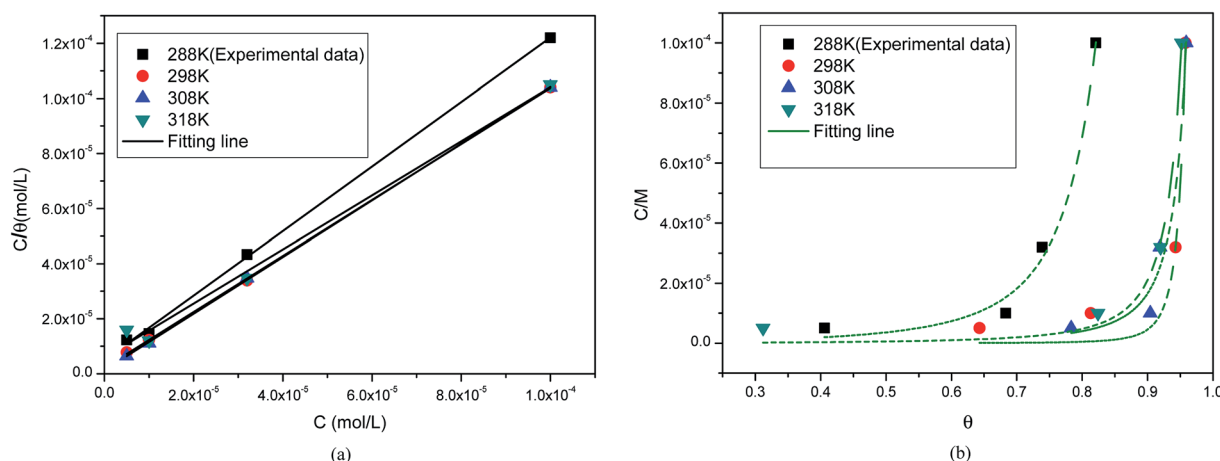 1.2x10⁻⁴
1.0x10⁻⁴
8.0x10⁻⁵
6.0x10⁻⁵
4.0x10⁻⁵
2.0x10⁻⁵
0.0
C/θ(mol/L)
288K(Experimental data)
298K
308K
318K
Fitting line
2.0x10⁻⁵ 4.0x10⁻⁵ 6.0x10⁻⁵ 8.0x10⁻⁵ 1.0x10⁻⁴
C (mol/L)
(a)
1.0x10⁻⁴
8.0x10⁻⁵
6.0x10⁻⁵
4.0x10⁻⁵
2.0x10⁻⁵
0.0
C/M
288K(Experimental data)
298K
308K
318K
Fitting line
0.3 0.4 0.5 0.6 0.7 0.8 0.9 1.0
θ
(b)